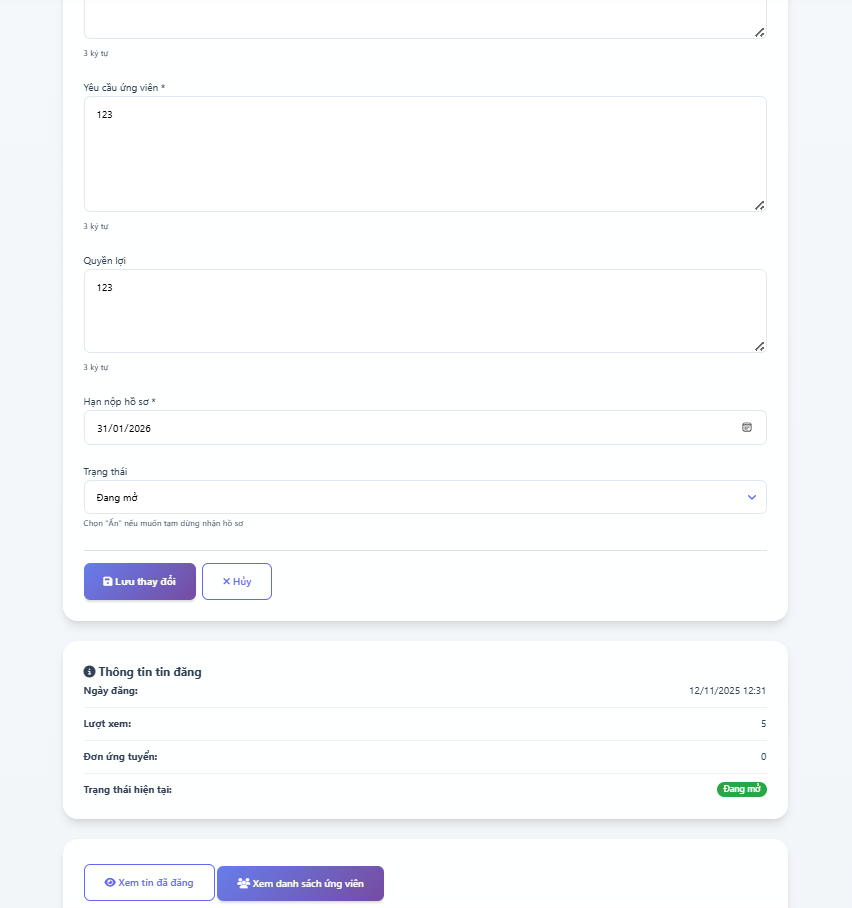 3 ký tự
Yêu cầu ứng viên *
123
3 ký tự
Quyền lợi
123
3 ký tự
Hạn nộp hồ sơ *
31/01/2026
Trạng thái
Đang mở
Chọn "Ẩn" nếu muốn tạm dừng nhận hồ sơ
Lưu thay đổi
Hủy
Thông tin tin đăng
Ngày đăng: 12/11/2025 12:31
Lượt xem: 5
Đơn ứng tuyển: 0
Trạng thái hiện tại: Đang mở
Xem tin đã đăng
Xem danh sách ứng viên